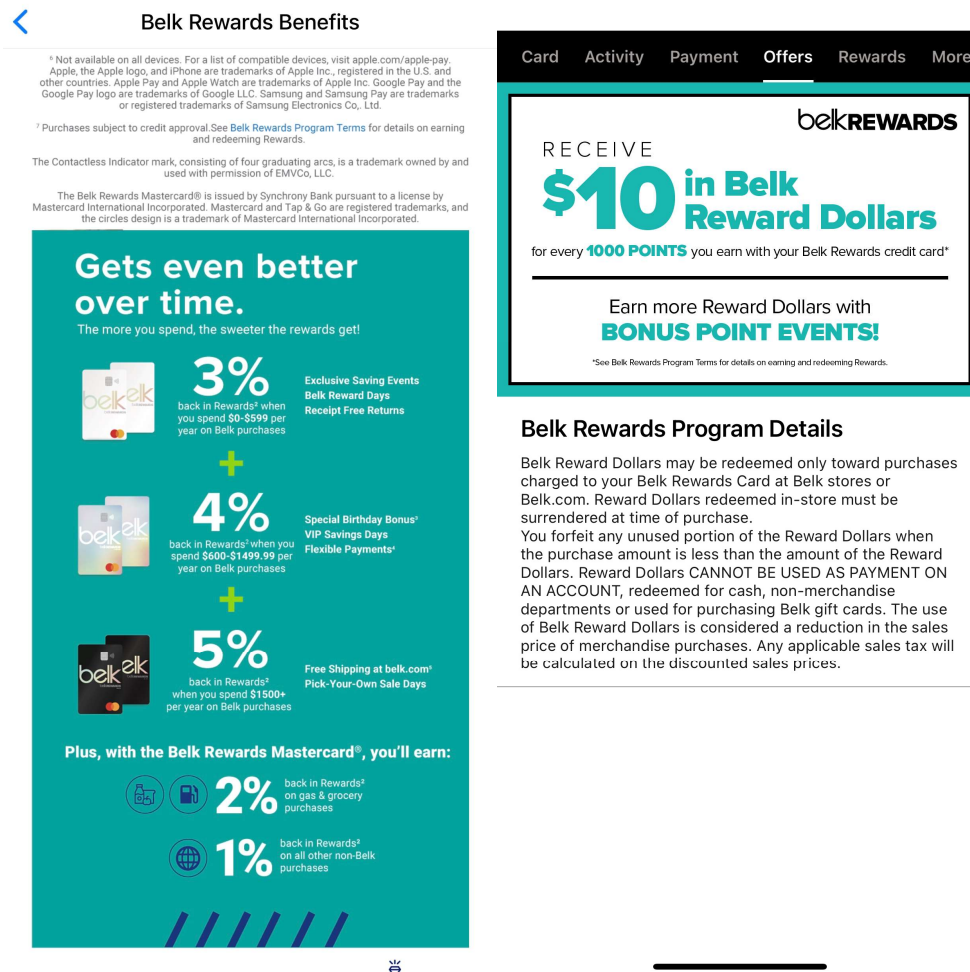 Belk Rewards Benefits
⁶ Not available on all devices. For a list of compatible devices, visit apple.com/apple-pay.
Apple, the Apple logo, and iPhone are trademarks of Apple Inc., registered in the U.S. and
other countries. Apple Pay and Apple Watch are trademarks of Apple Inc. Google Pay and the
Google Pay logo are trademarks of Google LLC. Samsung and Samsung Pay are trademarks
or registered trademarks of Samsung Electronics Co,. Ltd.
⁷ Purchases subject to credit approval.See Belk Rewards Program Terms for details on earning
and redeeming Rewards.
The Contactless Indicator mark, consisting of four graduating arcs, is a trademark owned by and
used with permission of EMVCo, LLC.
The Belk Rewards Mastercard® is issued by Synchrony Bank pursuant to a license by
Mastercard International Incorporated. Mastercard and Tap & Go are registered trademarks, and
the circles design is a trademark of Mastercard International Incorporated.
Gets even better
over time.
The more you spend, the sweeter the rewards get!
belk
elk
3%
back in Rewards² when
you spend $0-$599 per
year on Belk purchases
Exclusive Saving Events
Belk Reward Days
Receipt Free Returns
+
belk
elk
4%
back in Rewards² when you
spend $600-$1499.99 per
year on Belk purchases
Special Birthday Bonus³
VIP Savings Days
Flexible Payments⁴
+
belk
elk
5%
back in Rewards²
when you spend $1500+
per year on Belk purchases
Free Shipping at belk.com⁵
Pick-Your-Own Sale Days
Plus, with the Belk Rewards Mastercard®, you'll earn:
2%
back in Rewards²
on gas & grocery
purchases
1%
back in Rewards²
on all other non-Belk
purchases
Card Activity Payment Offers Rewards More
belkREWARDS
RECEIVE
$10 in Belk
Reward Dollars
for every 1000 POINTS you earn with your Belk Rewards credit card*
Earn more Reward Dollars with
BONUS POINT EVENTS!
*See Belk Rewards Program Terms for details on earning and redeeming Rewards.
Belk Rewards Program Details
Belk Reward Dollars may be redeemed only toward purchases
charged to your Belk Rewards Card at Belk stores or
Belk.com. Reward Dollars redeemed in-store must be
surrendered at time of purchase.
You forfeit any unused portion of the Reward Dollars when
the purchase amount is less than the amount of the Reward
Dollars. Reward Dollars CANNOT BE USED AS PAYMENT ON
AN ACCOUNT, redeemed for cash, non-merchandise
departments or used for purchasing Belk gift cards. The use
of Belk Reward Dollars is considered a reduction in the sales
price of merchandise purchases. Any applicable sales tax will
be calculated on the discounted sales prices.